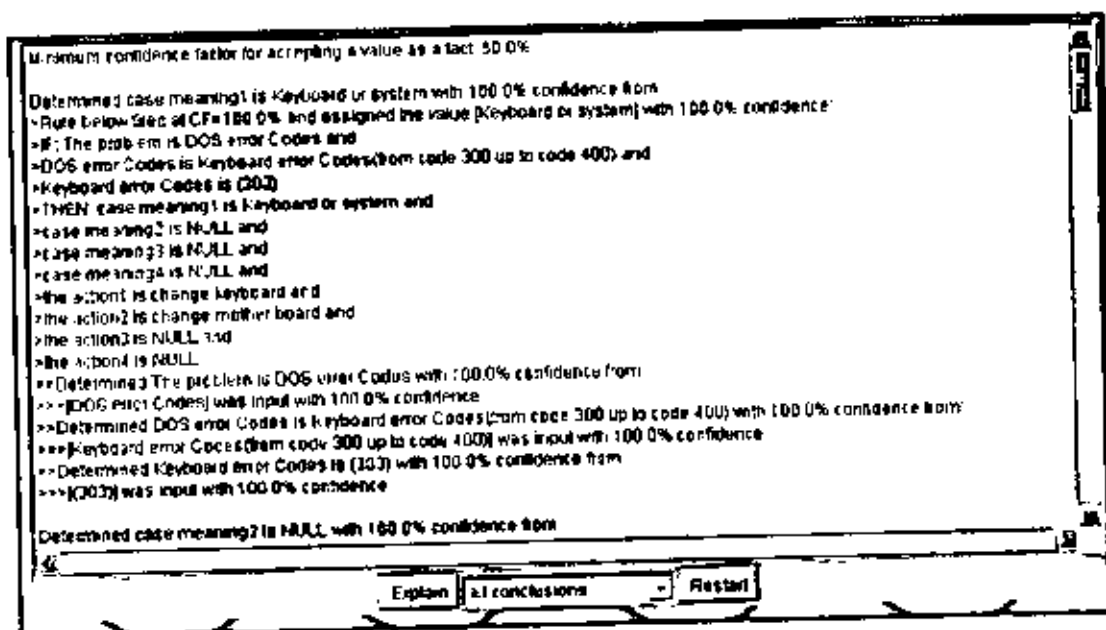 Minimum confidence factor for accepting a value as a fact: 50.0%
Determined case meaning1 is Keyboard or system with 100.0% confidence from:
>Rule below fired at CF=100.0% and assigned the value [Keyboard or system] with 100.0% confidence:
>IF: The problem is DOS error Codes and
>DOS error Codes is Keyboard error Codes(from code 300 up to code 400) and
>Keyboard error Codes is (303)
>THEN: case meaning1 is Keyboard or system and
>case meaning2 is NULL and
>case meaning3 is NULL and
>case meaning4 is NULL and
>the action1 is change keyboard and
>the action2 is change mother board and
>the action3 is NULL and
>the action4 is NULL
>>Determined The problem is DOS error Codes with 100.0% confidence from:
>>>[DOS error Codes] was input with 100.0% confidence
>>Determined DOS error Codes is Keyboard error Codes(from code 300 up to code 400) with 100.0% confidence from:
>>>[Keyboard error Codes(from code 300 up to code 400)] was input with 100.0% confidence
>>Determined Keyboard error Codes is (303) with 100.0% confidence from:
>>>[(303)] was input with 100.0% confidence
Determined case meaning2 is NULL with 100.0% confidence from:
Explain all conclusions Restart